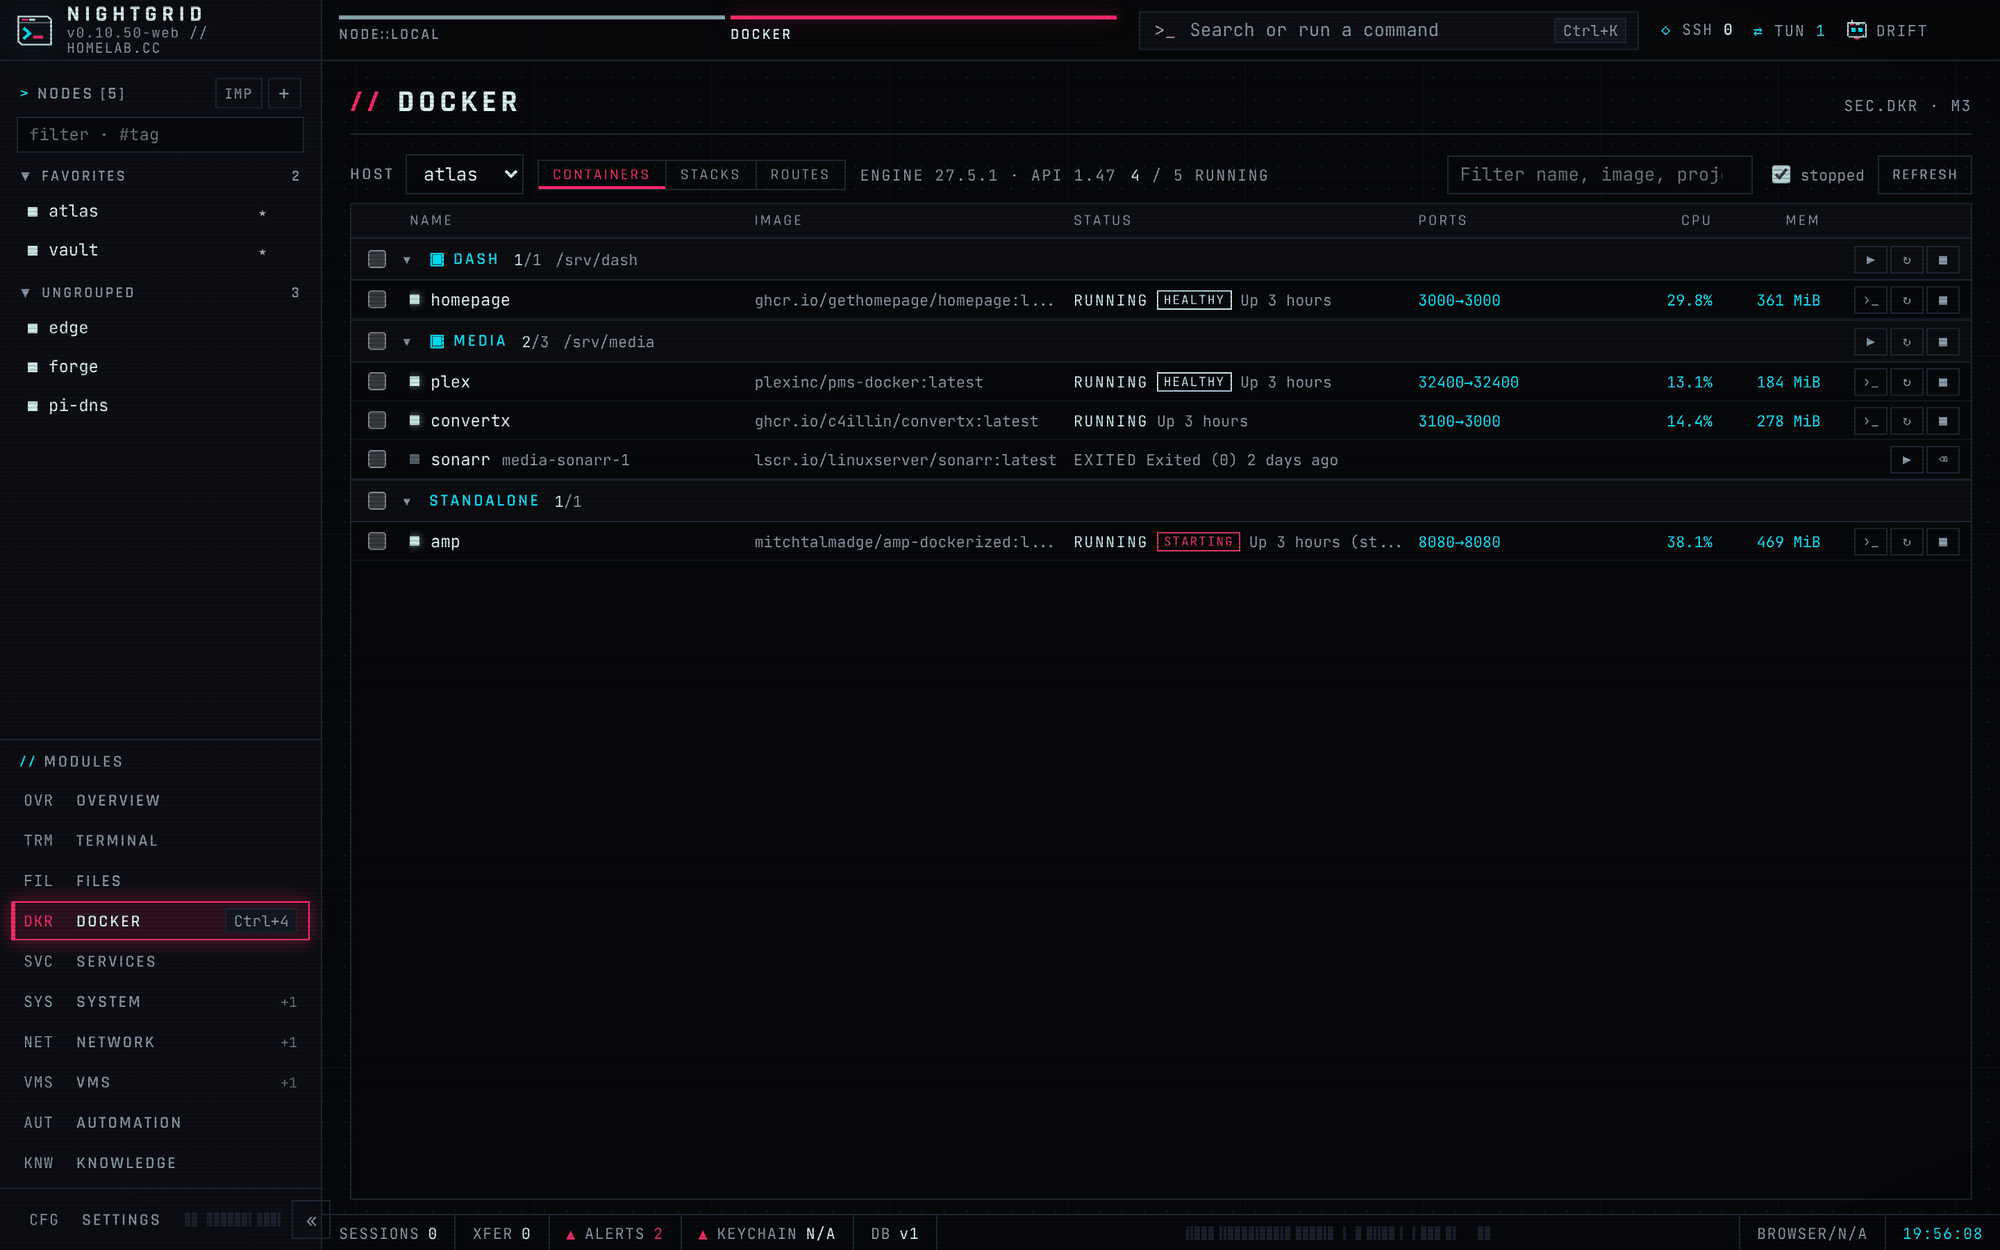 NIGHTGRID
v0.10.50-web //
HOMELAB.CC
NODE::LOCAL
DOCKER
>_ Search or run a command Ctrl+K
◇ SSH 0
⇄ TUN 1
DRIFT
> NODES [5] IMP +
filter · #tag
▼ FAVORITES 2
atlas ★
vault ★
▼ UNGROUPED 3
edge
forge
pi-dns
// MODULES
OVR OVERVIEW
TRM TERMINAL
FIL FILES
DKR DOCKER Ctrl+4
SVC SERVICES
SYS SYSTEM +1
NET NETWORK +1
VMS VMS +1
AUT AUTOMATION
KNW KNOWLEDGE
CFG SETTINGS «
// DOCKER SEC.DKR · M3
HOST atlas CONTAINERS STACKS ROUTES ENGINE 27.5.1 · API 1.47 4 / 5 RUNNING Filter name, image, proj stopped REFRESH
NAME IMAGE STATUS PORTS CPU MEM
▼ DASH 1/1 /srv/dash
homepage ghcr.io/gethomepage/homepage:l... RUNNING HEALTHY Up 3 hours 3000→3000 29.8% 361 MiB
▼ MEDIA 2/3 /srv/media
plex plexinc/pms-docker:latest RUNNING HEALTHY Up 3 hours 32400→32400 13.1% 184 MiB
convertx ghcr.io/c4illin/convertx:latest RUNNING Up 3 hours 3100→3000 14.4% 278 MiB
sonarr media-sonarr-1 lscr.io/linuxserver/sonarr:latest EXITED Exited (0) 2 days ago
▼ STANDALONE 1/1
amp mitchtalmadge/amp-dockerized:l... RUNNING STARTING Up 3 hours (st... 8080→8080 38.1% 469 MiB
SESSIONS 0 XFER 0 ▲ ALERTS 2 ▲ KEYCHAIN N/A DB v1 BROWSER/N/A 19:56:08